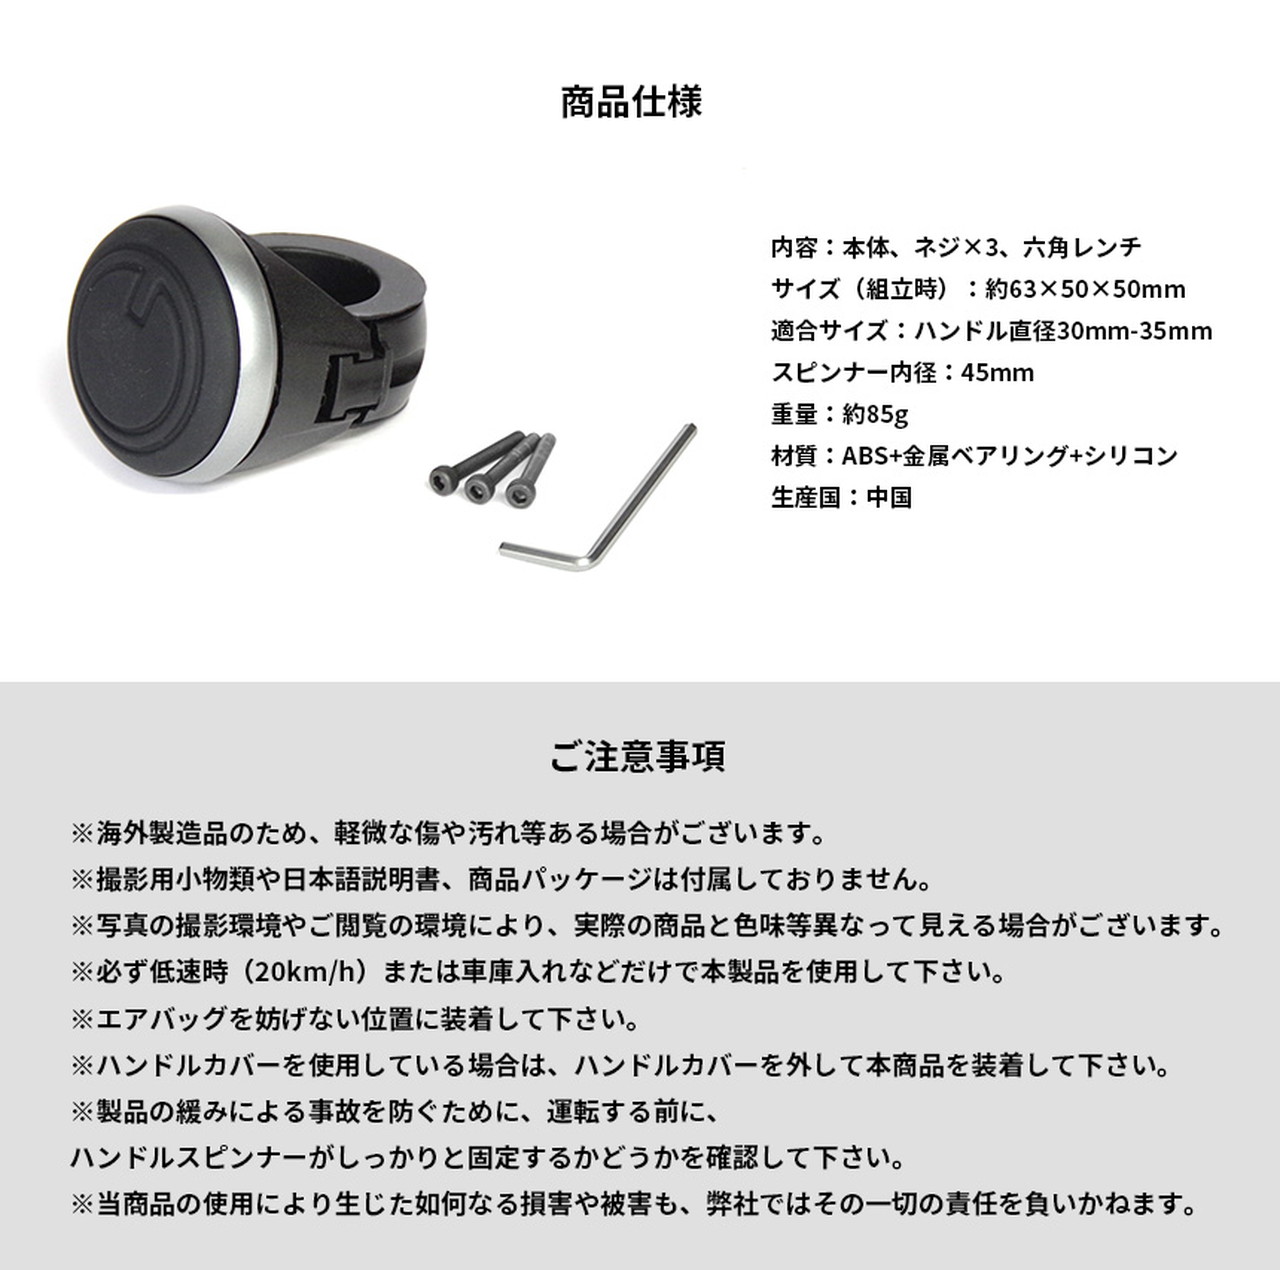 商品仕様
内容：本体、ネジ×3、六角レンチ
サイズ（組立時）：約63×50×50mm
適合サイズ：ハンドル直径30mm-35mm
スピンナー内径：45mm
重量：約85g
材質：ABS+金属ベアリング+シリコン
生産国：中国
ご注意事項
※海外製造品のため、軽微な傷や汚れ等ある場合がございます。
※撮影用小物類や日本語説明書、商品パッケージは付属しておりません。
※写真の撮影環境やご閲覧の環境により、実際の商品と色味等異なって見える場合がございます。
※必ず低速時（20km/h）または車庫入れなどだけで本製品を使用して下さい。
※エアバッグを妨げない位置に装着して下さい。
※ハンドルカバーを使用している場合は、ハンドルカバーを外して本商品を装着して下さい。
※製品の緩みによる事故を防ぐために、運転する前に、
ハンドルスピンナーがしっかりと固定するかどうかを確認して下さい。
※当商品の使用により生じた如何なる損害や被害も、弊社ではその一切の責任を負いかねます。